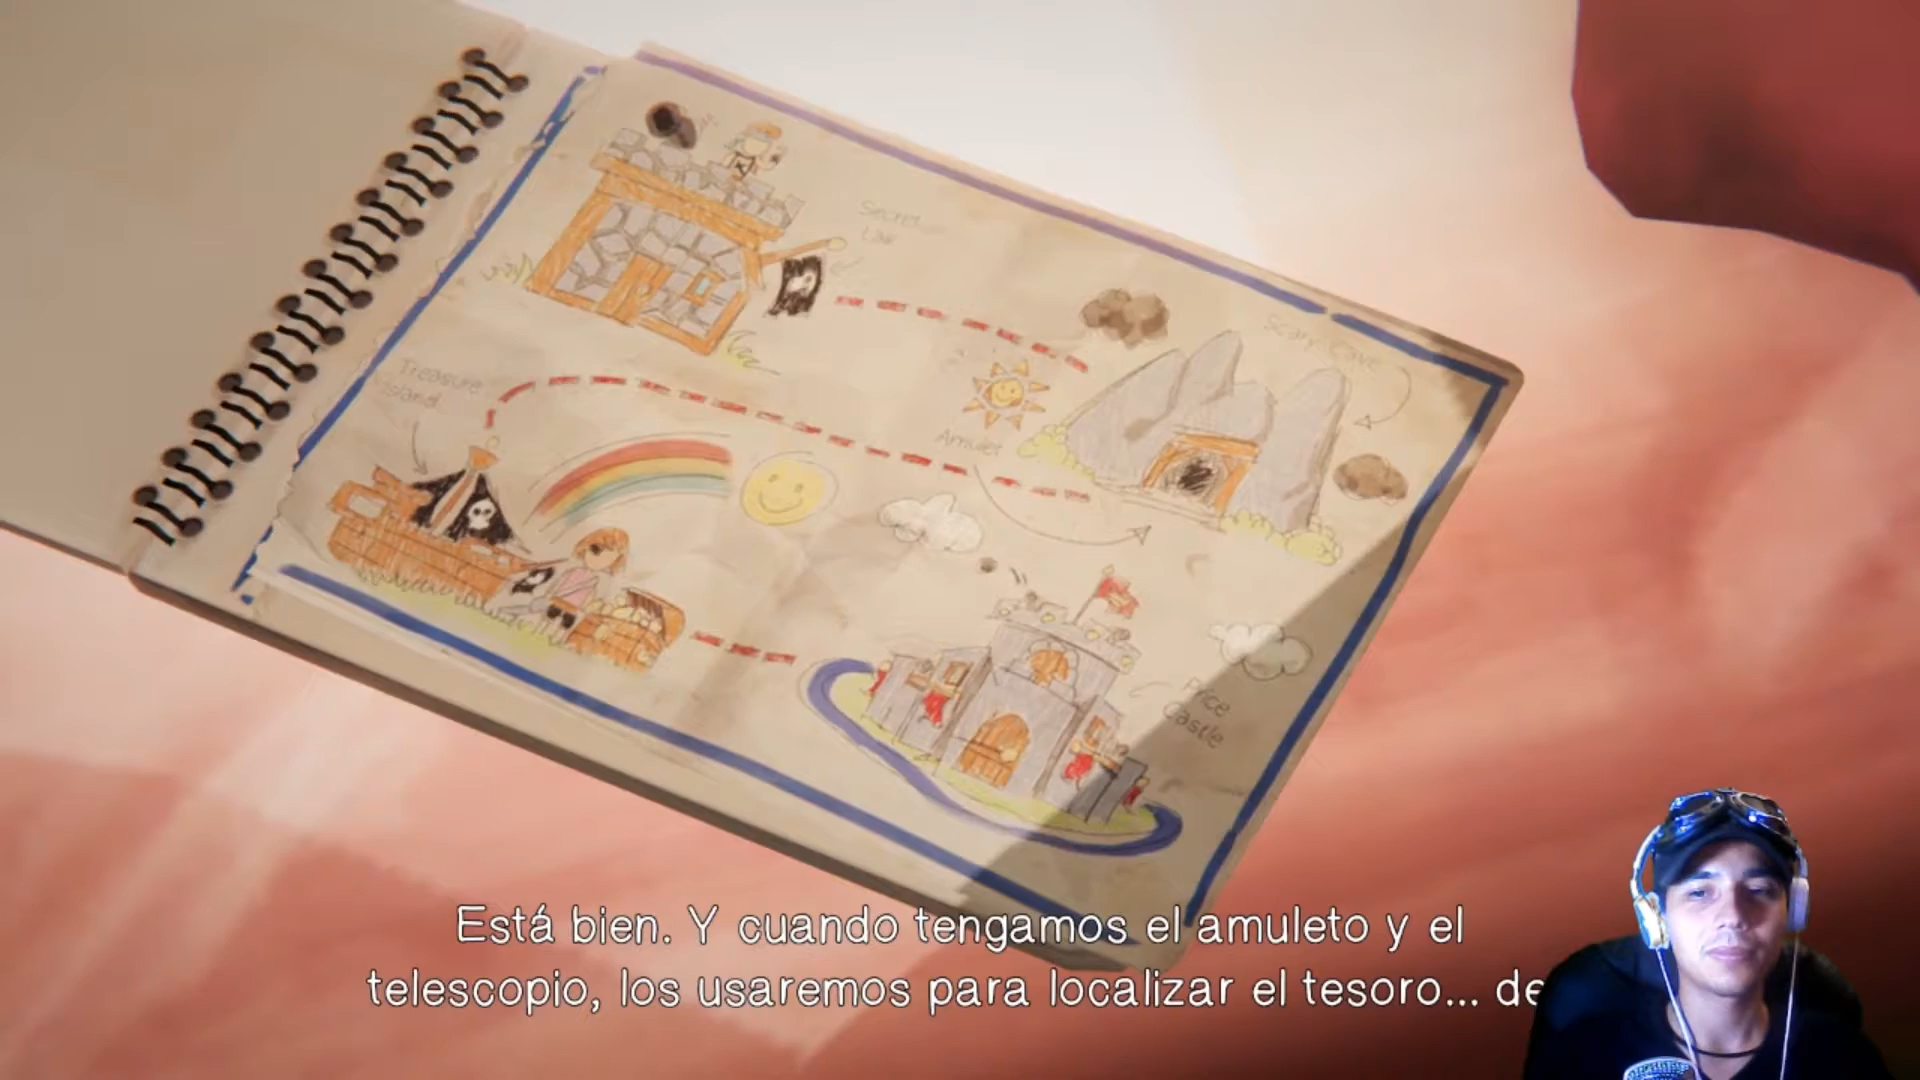 Secret
Lair
Scary Cave
Treasure
Island
Amulet
Price
Castle
Está bien. Y cuando tengamos el amuleto y el
telescopio, los usaremos para localizar el tesoro... de